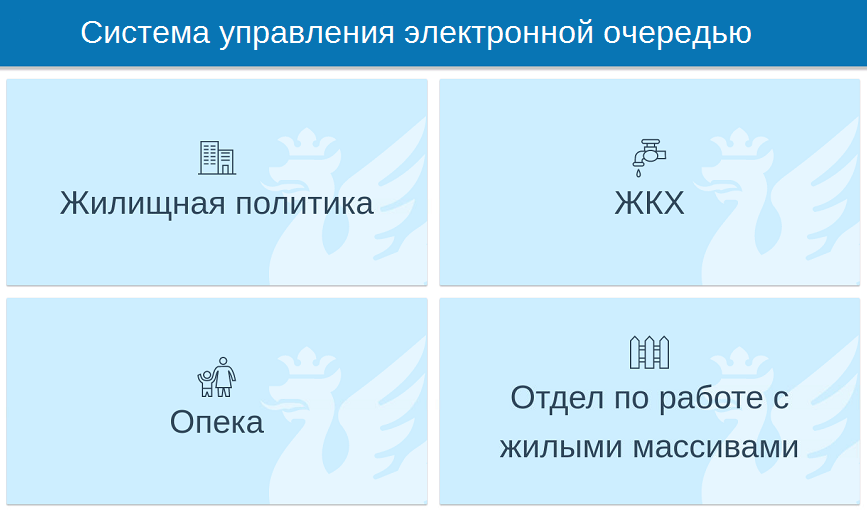 Система управления электронной очередью
Жилищная политика
ЖКХ
Опека
Отдел по работе с
жилыми массивами